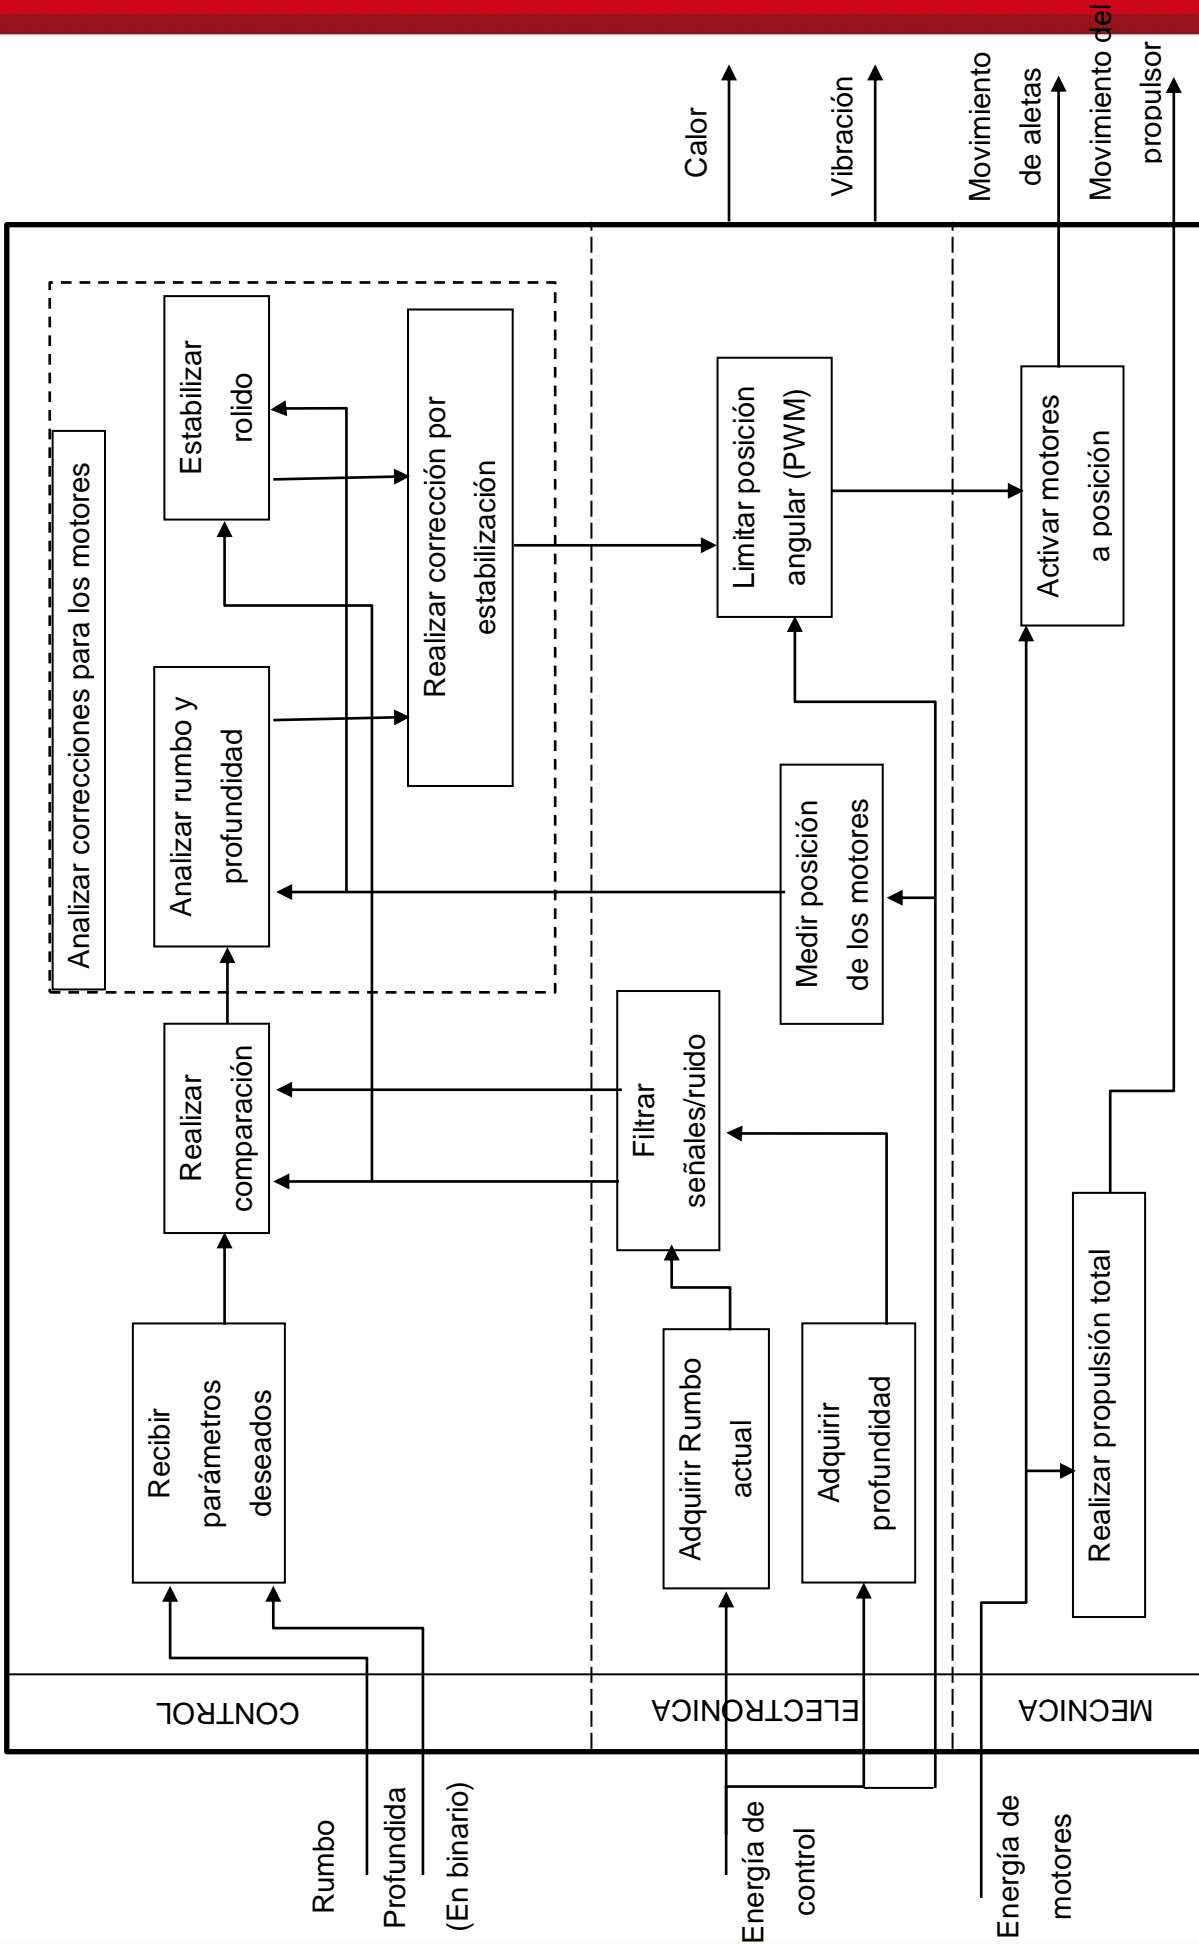 Rumbo
Profundida
(En binario)
Energía de
control
Energía de
motores
CONTROL
ELECTRONICA
MECNICA
Recibir
parámetros
deseados
Realizar
comparación
Analizar correcciones para los motores
Analizar rumbo y
profundidad
Estabilizar
rolido
Realizar corrección por
estabilización
Adquirir Rumbo
actual
Adquirir
profundidad
Filtrar
señales/ruido
Medir posición
de los motores
Limitar posición
angular (PWM)
Realizar propulsión total
Activar motores
a posición
Calor
Vibración
Movimiento
de aletas
Movimiento del
propulsor